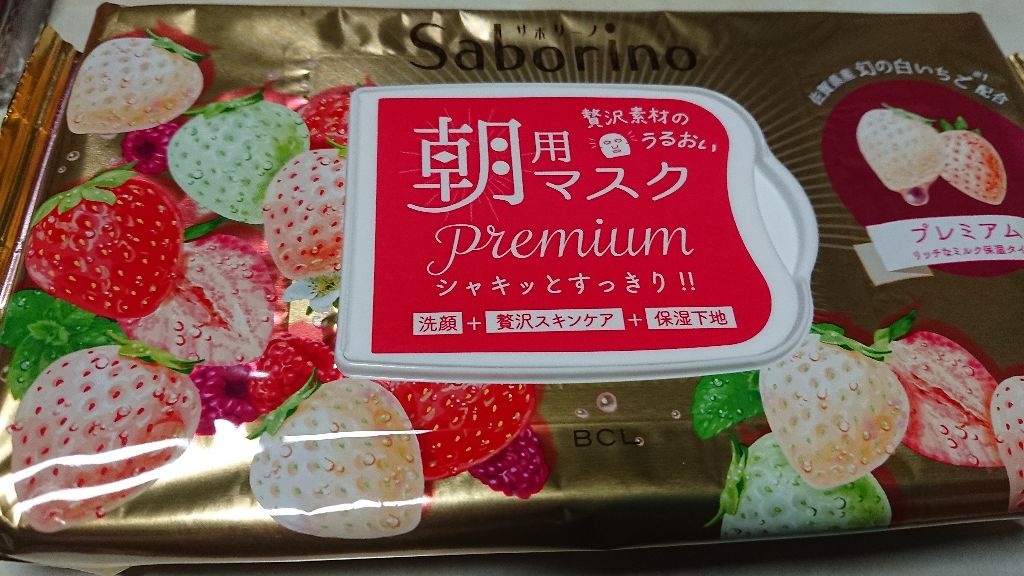 サボリーノ
Saborino
幻の白いちご※1
配合
贅沢素材の
うるおい
朝用
マスク
Premium
シャキッとすっきり!!
洗顔 + 贅沢スキンケア + 保湿下地
プレミアム
リッチなミルク保湿タイ
BCL